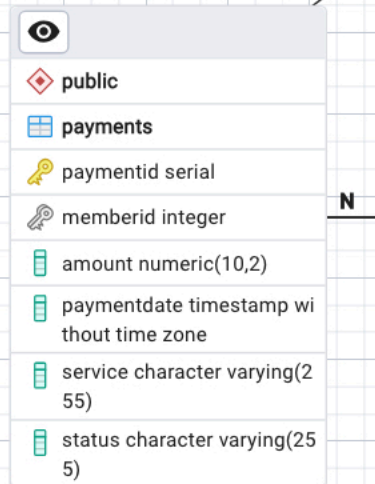 public
payments
paymentid serial
memberid integer
N
amount numeric(10,2)
paymentdate timestamp wi
thout time zone
service character varying(2
55)
status character varying(25
5)